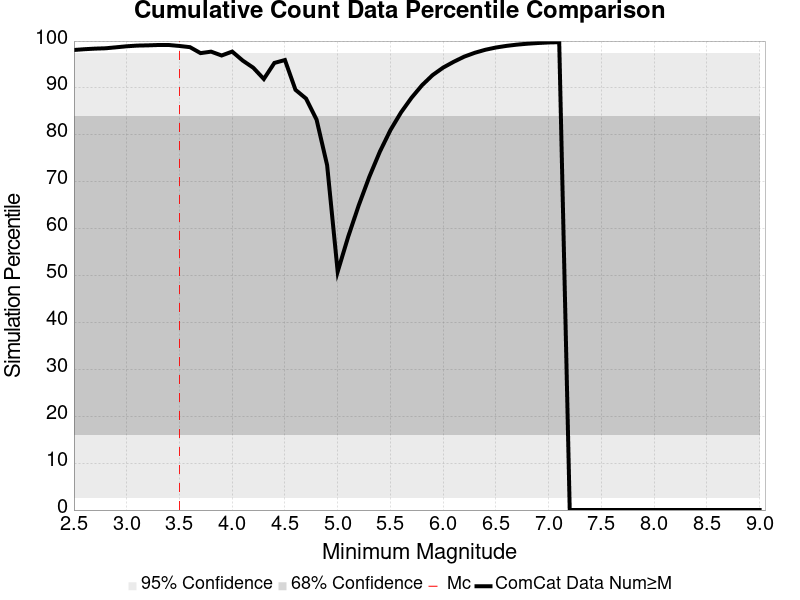 Cumulative Count Data Percentile Comparison
100
90
80
70
60
50
40
30
20
10
0
Simulation Percentile
2.5 3.0 3.5 4.0 4.5 5.0 5.5 6.0 6.5 7.0 7.5 8.0 8.5 9.0
Minimum Magnitude
95% Confidence 68% Confidence Mc ComCat Data Num≥M